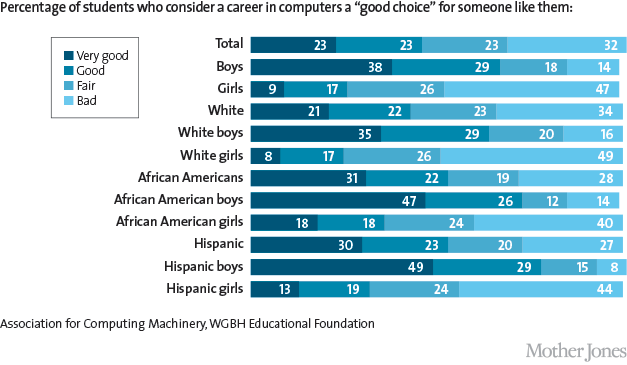 Percentage of students who consider a career in computers a “good choice” for someone like them:
Very good
Good
Fair
Bad
Total 23 23 23 32
Boys 38 29 18 14
Girls 9 17 26 47
White 21 22 23 34
White boys 35 29 20 16
White girls 8 17 26 49
African Americans 31 22 19 28
African American boys 47 26 12 14
African American girls 18 18 24 40
Hispanic 30 23 20 27
Hispanic boys 49 29 15 8
Hispanic girls 13 19 24 44
Association for Computing Machinery, WGBH Educational Foundation
Mother Jones